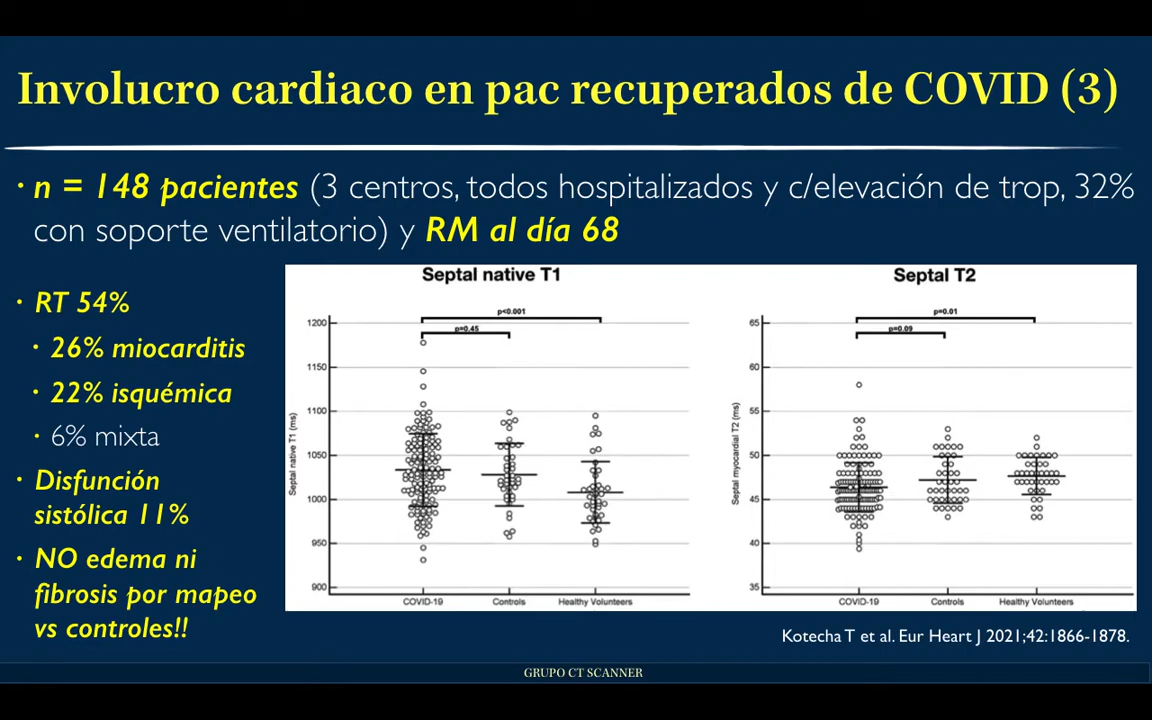 Involucro cardiaco en pac recuperados de COVID (3)
· n = 148 pacientes (3 centros, todos hospitalizados y c/elevación de trop, 32%
con soporte ventilatorio) y RM al día 68
· RT 54%
· 26% miocarditis
· 22% isquémica
· 6% mixta
· Disfunción
sistólica 11%
· NO edema ni
fibrosis por mapeo
vs controles!!
Septal native T1
p<0.001
p=0.45
Septal native T1 (ms)
1200
1150
1100
1050
1000
950
900
COVID-19 Controls Healthy Volunteers
Septal T2
p=0.01
p=0.09
Septal myocardial T2 (ms)
65
60
55
50
45
40
35
COVID-19 Controls Healthy Volunteers
Kotecha T et al. Eur Heart J 2021;42:1866-1878.
GRUPO CT SCANNER